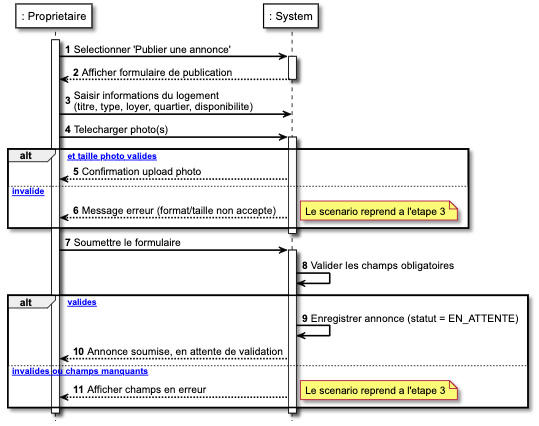 : Proprietaire
: System
1 Selectionner 'Publier une annonce'
2 Afficher formulaire de publication
3 Saisir informations du logement
(titre, type, loyer, quartier, disponibilite)
4 Telecharger photo(s)
alt
et taille photo valides
5 Confirmation upload photo
invalide
6 Message erreur (format/taille non accepte)
Le scenario reprend a l'etape 3
7 Soumettre le formulaire
8 Valider les champs obligatoires
alt
valides
9 Enregistrer annonce (statut = EN_ATTENTE)
10 Annonce soumise, en attente de validation
invalides ou champs manquants
11 Afficher champs en erreur
Le scenario reprend a l'etape 3